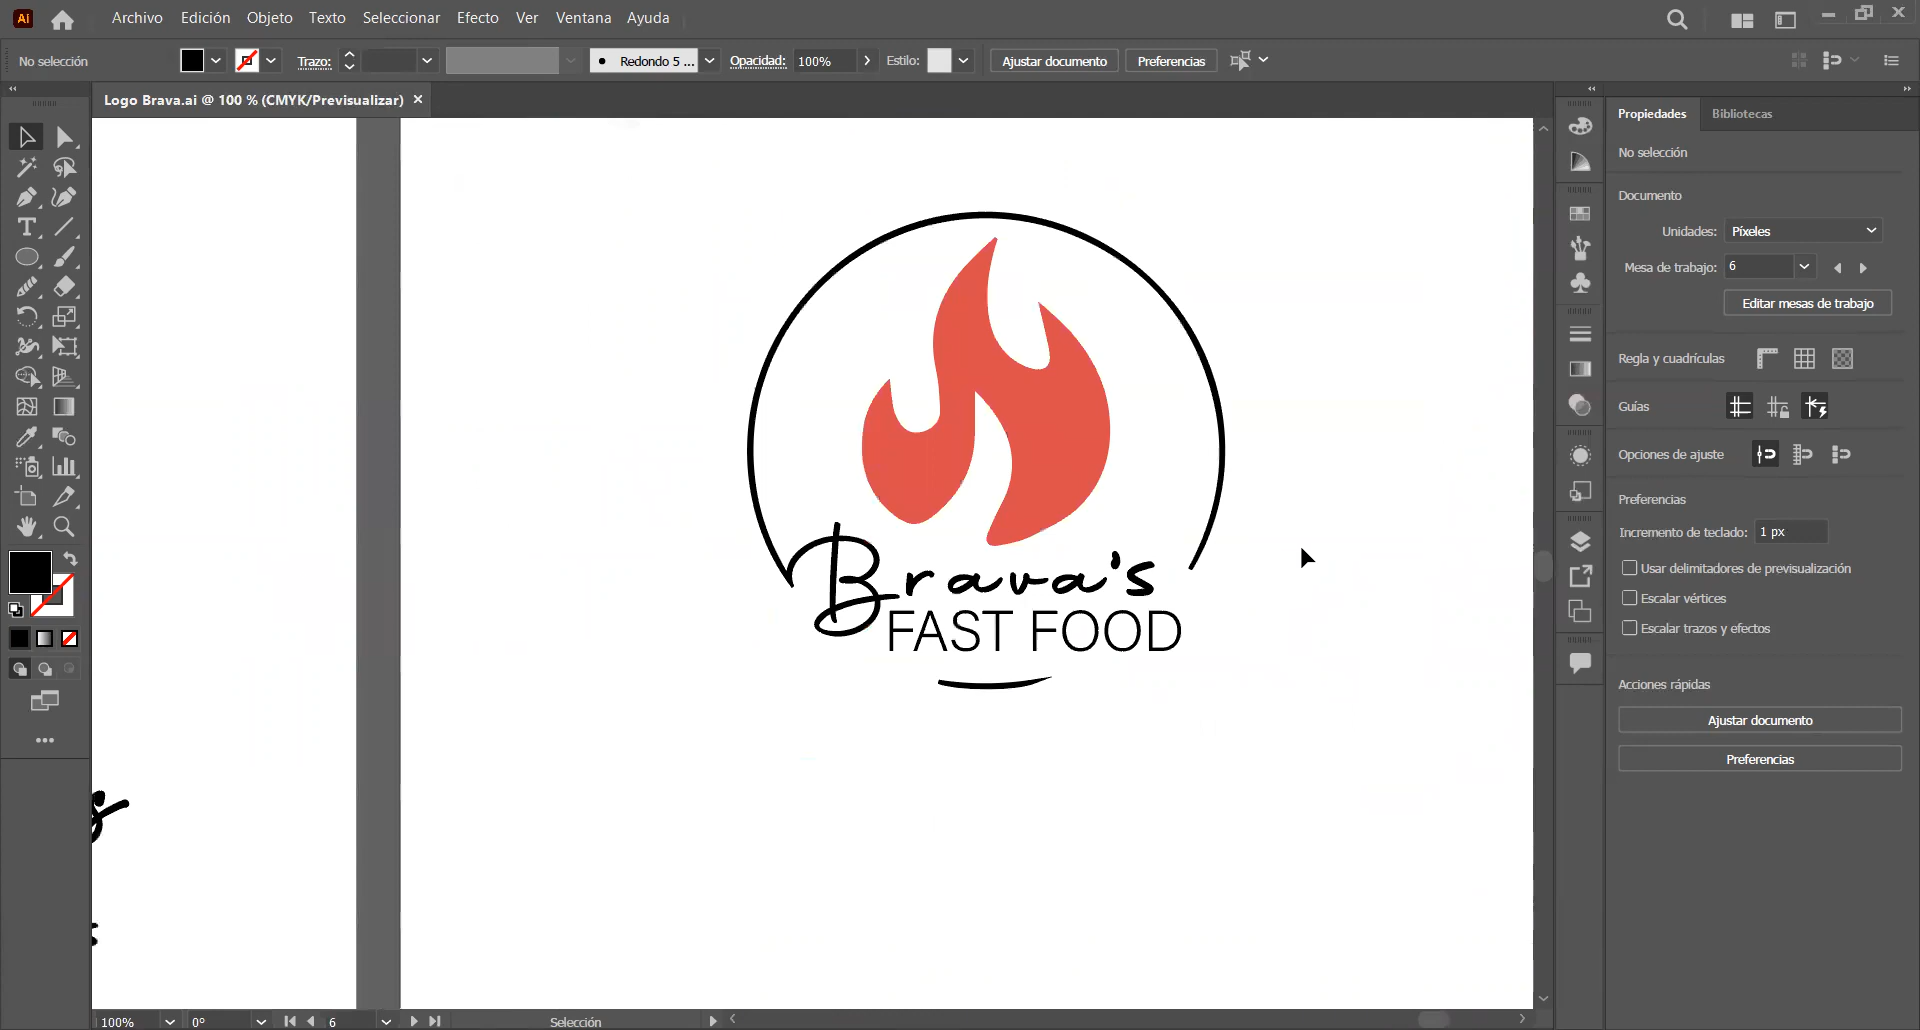 Ai Archivo Edición Objeto Texto Seleccionar Efecto Ver Ventana Ayuda
No selección Trazo: Redondo 5 ... Opacidad: 100% Estilo: Ajustar documento Preferencias
Logo Brava.ai @ 100 % (CMYK/Previsualizar) ×
Propiedades Bibliotecas
No selección
Documento
Unidades: Píxeles
Mesa de trabajo: 6
Editar mesas de trabajo
Regla y cuadrículas
Guías
Opciones de ajuste
Preferencias
Incremento de teclado: 1 px
Usar delimitadores de previsualización
Escalar vértices
Escalar trazos y efectos
Acciones rápidas
Ajustar documento
Preferencias
Brava's
FAST FOOD
s
s
100% 0° 6 Selección